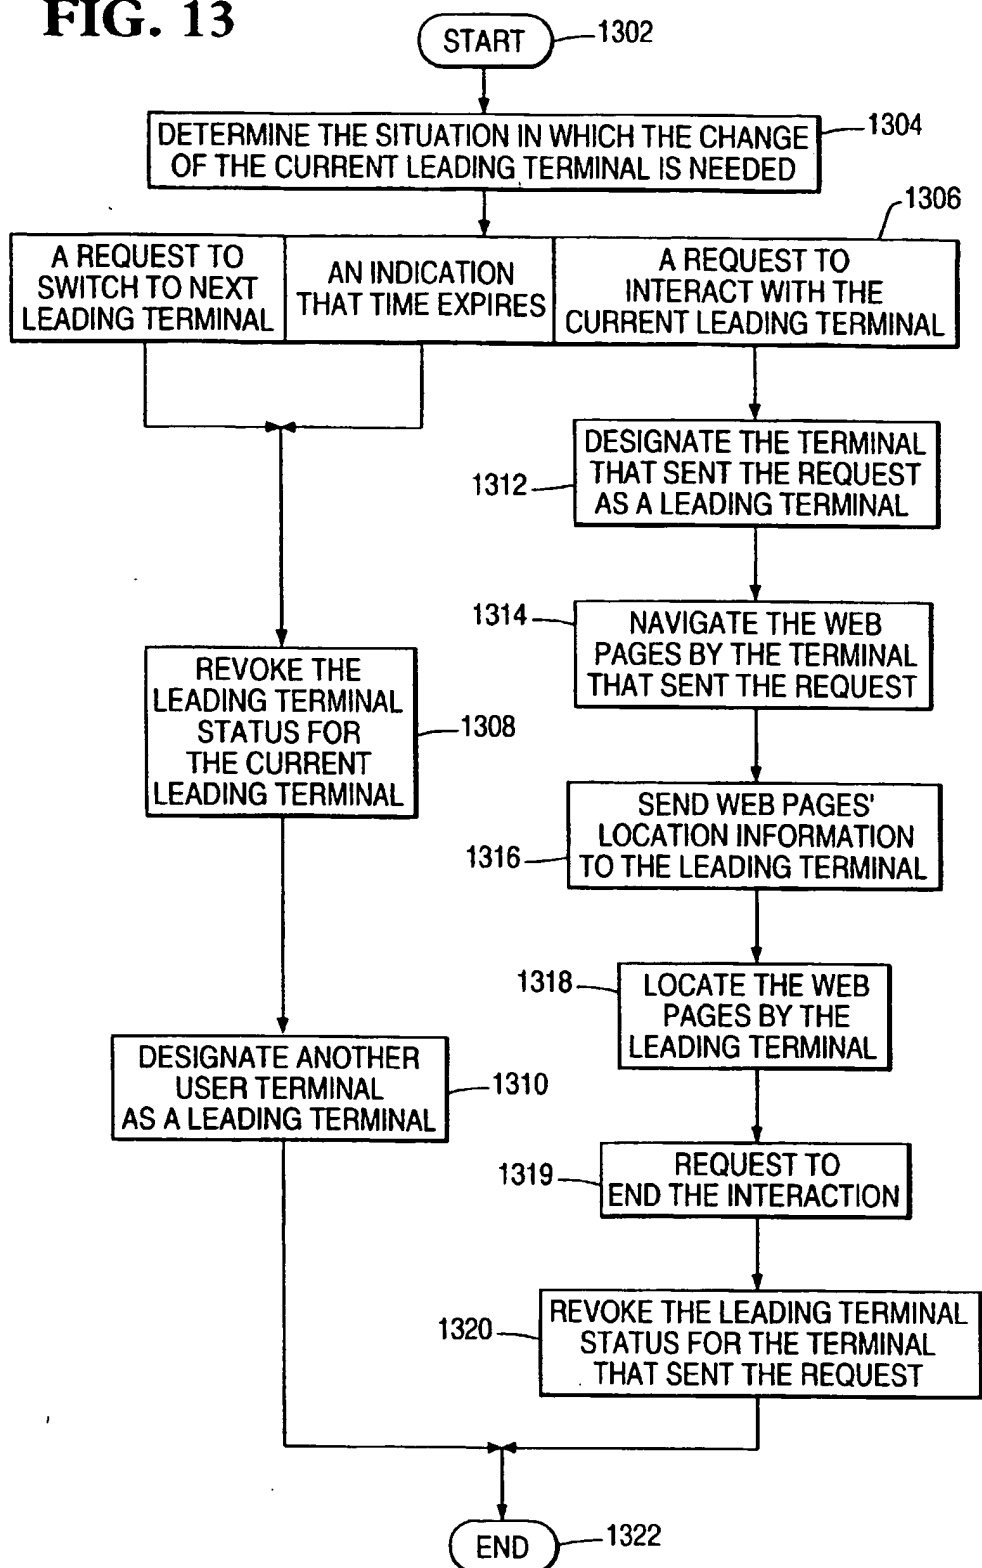 FIG. 13
START
1302
DETERMINE THE SITUATION IN WHICH THE CHANGE
OF THE CURRENT LEADING TERMINAL IS NEEDED
1304
1306
A REQUEST TO
SWITCH TO NEXT
LEADING TERMINAL
AN INDICATION
THAT TIME EXPIRES
A REQUEST TO
INTERACT WITH THE
CURRENT LEADING TERMINAL
DESIGNATE THE TERMINAL
THAT SENT THE REQUEST
AS A LEADING TERMINAL
1312
1314
NAVIGATE THE WEB
PAGES BY THE TERMINAL
THAT SENT THE REQUEST
REVOKE THE
LEADING TERMINAL
STATUS FOR
THE CURRENT
LEADING TERMINAL
1308
SEND WEB PAGES'
LOCATION INFORMATION
TO THE LEADING TERMINAL
1316
1318
LOCATE THE WEB
PAGES BY THE
LEADING TERMINAL
DESIGNATE ANOTHER
USER TERMINAL
AS A LEADING TERMINAL
1310
REQUEST TO
END THE INTERACTION
1319
REVOKE THE LEADING TERMINAL
STATUS FOR THE TERMINAL
THAT SENT THE REQUEST
1320
END
1322